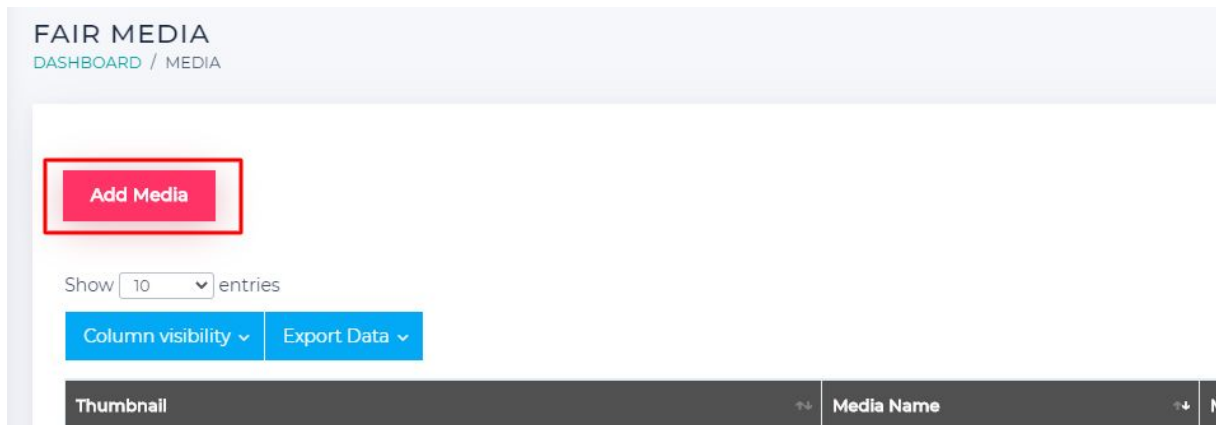 FAIR MEDIA
DASHBOARD / MEDIA
Add Media
Show 10 entries
Column visibility Export Data
Thumbnail Media Name